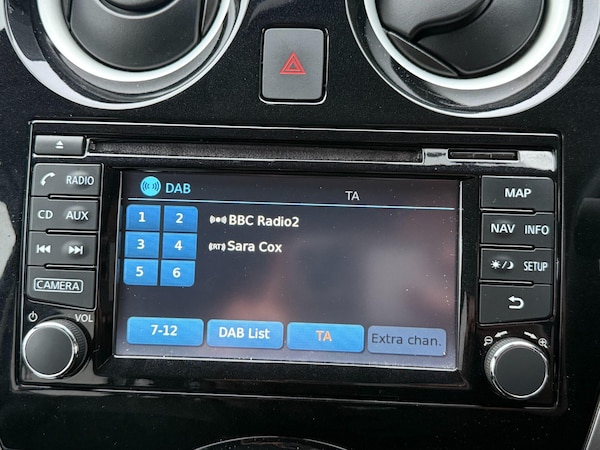 RADIO
CD AUX
CAMERA
VOL
DAB TA
1 2 BBC Radio2
3 4 (RT) Sara Cox
5 6
7-12 DAB List TA Extra chan.
MAP
NAV INFO
SETUP